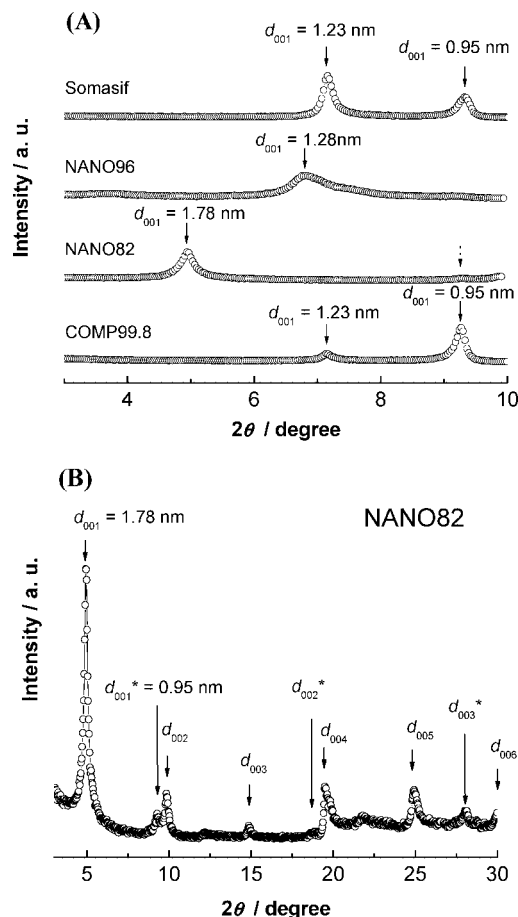 (A)
d001 = 1.23 nm
d001 = 0.95 nm
Somasif
d001 = 1.28nm
NANO96
d001 = 1.78 nm
NANO82
d001 = 0.95 nm
d001 = 1.23 nm
COMP99.8
Intensity / a. u.
4 6 8 10
2θ / degree
(B)
d001 = 1.78 nm
NANO82
d001* = 0.95 nm
d002
d003
d002*
d004
d005
d003*
d006
Intensity / a. u.
5 10 15 20 25 30
2θ / degree